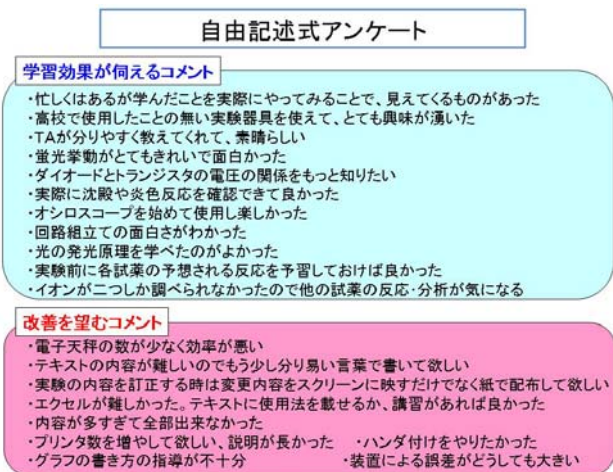 自由記述式アンケート
学習効果が伺えるコメント
・忙しくはあるが学んだことを実際にやってみることで、見えてくるものがあった
・高校で使用したことの無い実験器具を使えて、とても興味が湧いた
・TAが分りやすく教えてくれて、素晴らしい
・蛍光挙動がとてもきれいで面白かった
・ダイオードとトランジスタの電圧の関係をもっと知りたい
・実際に沈殿や炎色反応を確認できて良かった
・オシロスコープを始めて使用し楽しかった
・回路組立ての面白さがわかった
・光の発光原理を学べたのがよかった
・実験前に各試薬の予想される反応を予習しておけば良かった
・イオンが二つしか調べられなかったので他の試薬の反応・分析が気になる
改善を望むコメント
・電子天秤の数が少なく効率が悪い
・テキストの内容が難しいのでもう少し分り易い言葉で書いて欲しい
・実験の内容を訂正する時は変更内容をスクリーンに映すだけでなく紙で配布して欲しい
・エクセルが難しかった。テキストに使用法を載せるか、講習があれば良かった
・内容が多すぎて全部出来なかった
・プリンタ数を増やして欲しい、説明が長かった ・ハンダ付けをやりたかった
・グラフの書き方の指導が不十分 ・装置による誤差がどうしても大きい